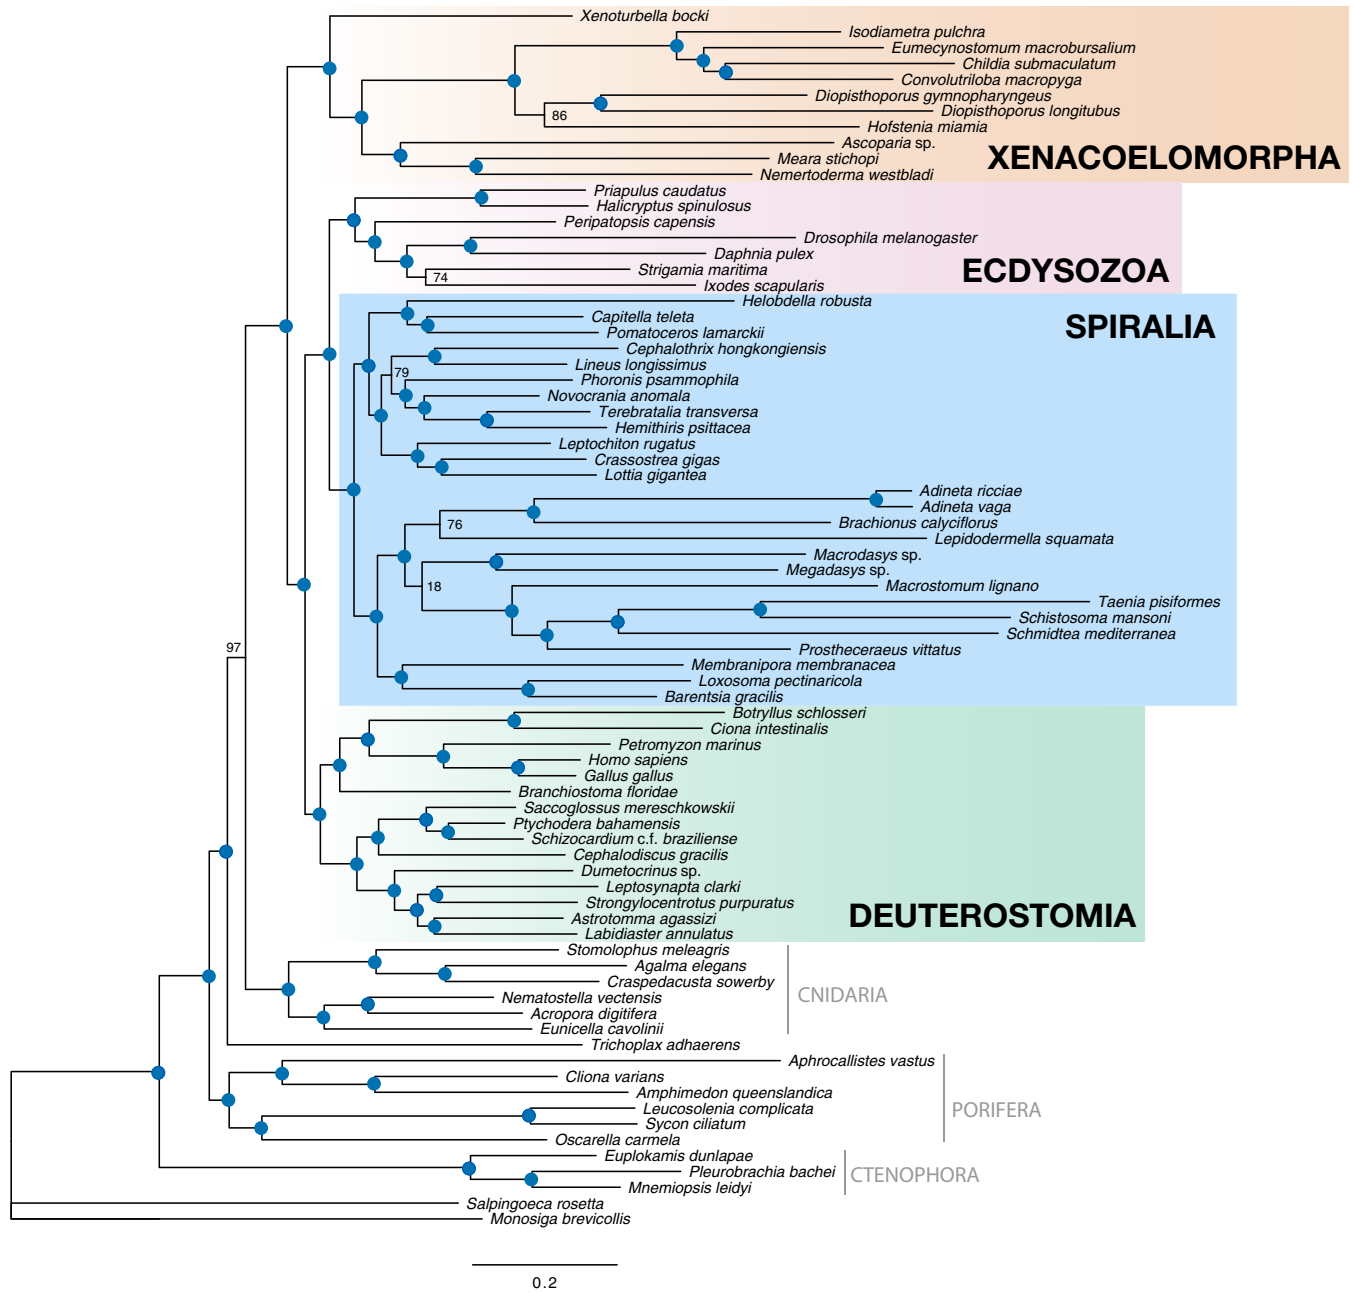 Xenoturbella bocki
Isodiametra pulchra
Eumecynostomum macrobursalium
Childia submaculatum
Convolutriloba macropyga
Diopisthoporus gymnopharyngeus
86
Diopisthoporus longitubus
Hofstenia miamia
Ascoparia sp.
XENACOELOMORPHA
Meara stichopi
Nemertoderma westbladi
Priapulus caudatus
Halicryptus spinulosus
Peripatopsis capensis
Drosophila melanogaster
Daphnia pulex
ECDYSOZOA
Strigamia maritima
74
Ixodes scapularis
Helobdella robusta
Capitella teleta
SPIRALIA
Pomatoceros lamarckii
Cephalothrix hongkongiensis
Lineus longissimus
79
Phoronis psammophila
Novocrania anomala
Terebratalia transversa
Hemithiris psittacea
Leptochiton rugatus
Crassostrea gigas
Lottia gigantea
Adineta ricciae
Adineta vaga
76
Brachionus calyciflorus
Lepidodermella squamata
Macrodasys sp.
Megadasys sp.
18
Macrostomum lignano
Taenia pisiformes
Schistosoma mansoni
Schmidtea mediterranea
97
Prostheceraeus vittatus
Membranipora membranacea
Loxosoma pectinaricola
Barentsia gracilis
Botryllus schlosseri
Ciona intestinalis
Petromyzon marinus
Homo sapiens
Gallus gallus
Branchiostoma floridae
Saccoglossus mereschkowskii
Ptychodera bahamensis
Schizocardium c.f. braziliense
Cephalodiscus gracilis
Dumetocrinus sp.
Leptosynapta clarki
Strongylocentrotus purpuratus
DEUTEROSTOMIA
Astrotomma agassizi
Labidiaster annulatus
Stomolophus meleagris
Agalma elegans
Craspedacusta sowerby
CNIDARIA
Nematostella vectensis
Acropora digitifera
Eunicella cavolinii
Trichoplax adhaerens
Aphrocallistes vastus
Cliona varians
Amphimedon queenslandica
PORIFERA
Leucosolenia complicata
Sycon ciliatum
Oscarella carmela
Euplokamis dunlapae
Pleurobrachia bachei
CTENOPHORA
Mnemiopsis leidyi
Salpingoeca rosetta
Monosiga brevicollis
0.2